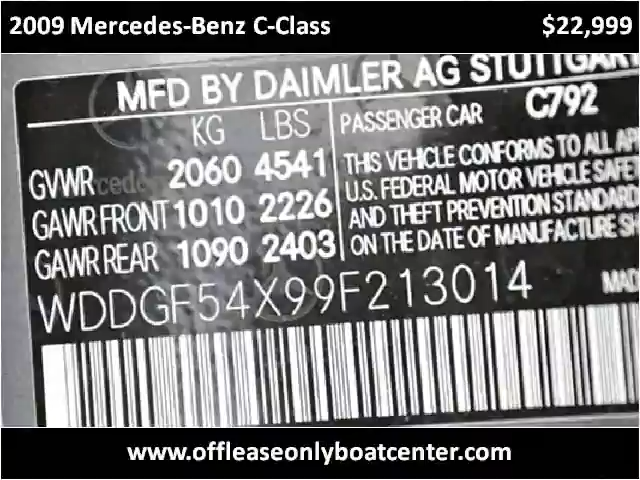 2009 Mercedes-Benz C-Class $22,999
MFD BY DAIMLER AG STUTTGART
KG LBS PASSENGER CAR C792
GVWR 2060 4541 THIS VEHICLE CONFORMS TO ALL
GAWR FRONT 1010 2226 U.S. FEDERAL MOTOR VEHICLE
GAWR REAR 1090 2403 AND THEFT PREVENTION
ON THE DATE OF MANUFACTURE
WDDGF54X99F213014
www.offleaseonlyboatcenter.com